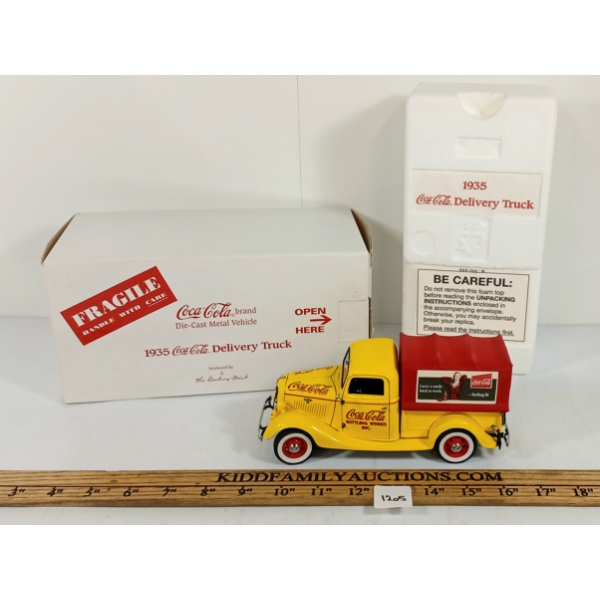 1935
Coca-Cola Delivery Truck
BE CAREFUL:
Do not remove this foam top
before reading the UNPACKING
INSTRUCTIONS enclosed in
the accompanying envelope.
Otherwise, you may accidentally
break your replica.
Please read the instructions first.
FRAGILE
HANDLE WITH CARE
Coca-Cola brand
Die-Cast Metal Vehicle
OPEN
HERE
1935 Coca-Cola Delivery Truck
The Danbury Mint
Coca-Cola
Coca-Cola
BOTTLING WORKS
INC.
Coca-Cola
KIDDFAMILYAUCTIONS.COM
3" 4" 5" 6" 7" 8" 9" 10" 11" 12" 14" 15" 16" 17" 18"
1205